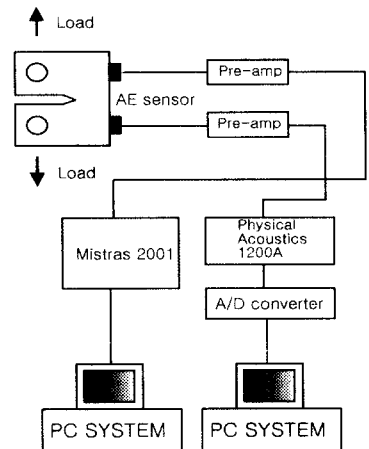 Load
Pre-amp
AE sensor
Pre-amp
Load
Mistras 2001
Physical
Acoustics
1200A
A/D converter
PC SYSTEM
PC SYSTEM